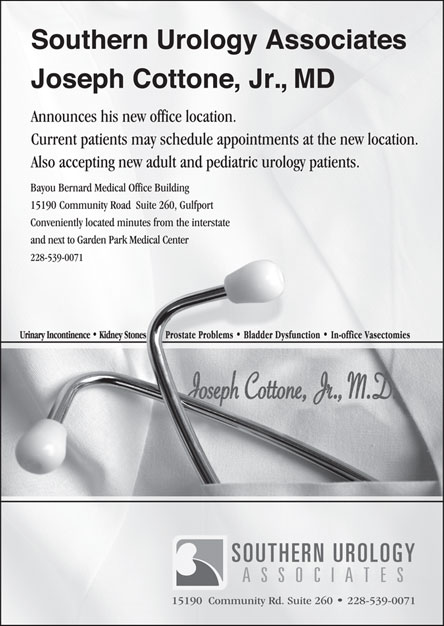 Southern Urology Associates
Joseph Cottone, Jr., MD
Announces his new office location.
Current patients may schedule appointments at the new location.
Also accepting new adult and pediatric urology patients.
Bayou Bernard Medical Office Building
15190 Community Road  Suite 260, Gulfport
Conveniently located minutes from the interstate
and next to Garden Park Medical Center
228-539-0071
Urinary Incontinence • Kidney Stones Prostate Problems • Bladder Dysfunction • In-office Vasectomies
Joseph Cottone, Jr., M.D.
SOUTHERN UROLOGY
ASSOCIATES
15190 Community Rd. Suite 260 • 228-539-0071